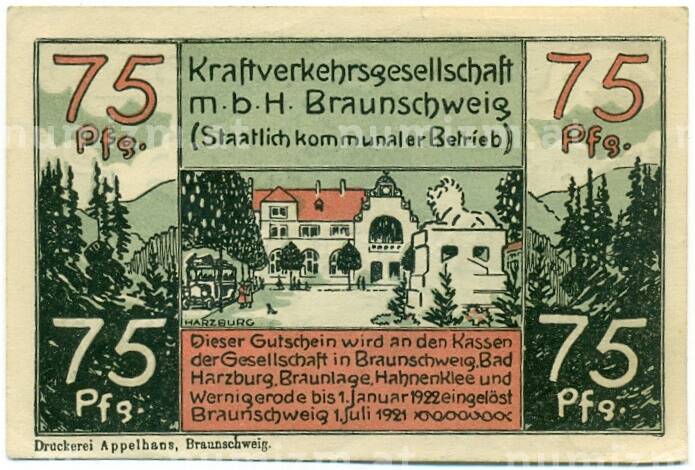 75
Pfg.
Kraftverkehrsgesellschaft
m.b.H. Braunschweig
(Staatlich kommunaler Betrieb)
75
Pfg.
HARZBURG
75
Pfg.
Dieser Gutschein wird an den Kassen
der Gesellschaft in Braunschweig, Bad
Harzburg, Braunlage, Hahnenklee und
Wernigerode bis 1. Januar 1922 eingelöst
Braunschweig 1. Juli 1921
75
Pfg.
Druckerei Appelhans, Braunschweig.